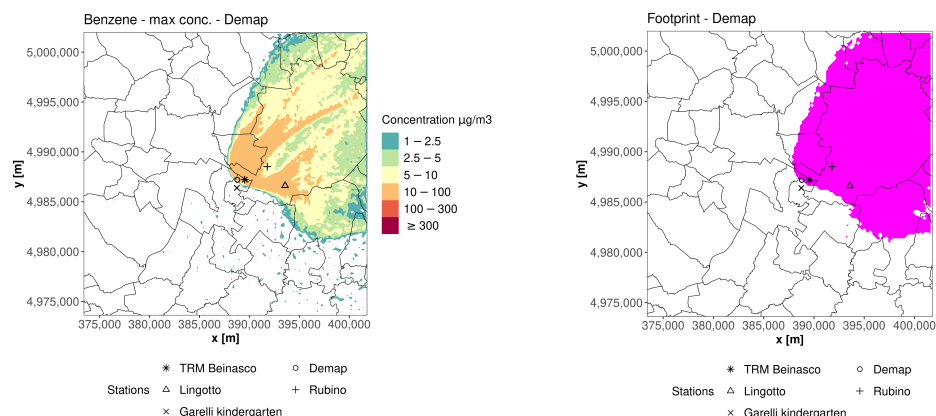 Benzene - max conc. - Demap
5,000,000
4,995,000
4,990,000
4,985,000
4,980,000
4,975,000
y [m]
375,000 380,000 385,000 390,000 395,000 400,000
x [m]
Concentration µg/m3
1 – 2.5
2.5 – 5
5 – 10
10 – 100
100 – 300
≥ 300
Stations
TRM Beinasco
Demap
Lingotto
Rubino
Garelli kindergarten
Footprint - Demap
5,000,000
4,995,000
4,990,000
4,985,000
4,980,000
4,975,000
y [m]
375,000 380,000 385,000 390,000 395,000 400,000
x [m]
Stations
TRM Beinasco
Demap
Lingotto
Rubino
Garelli kindergarten